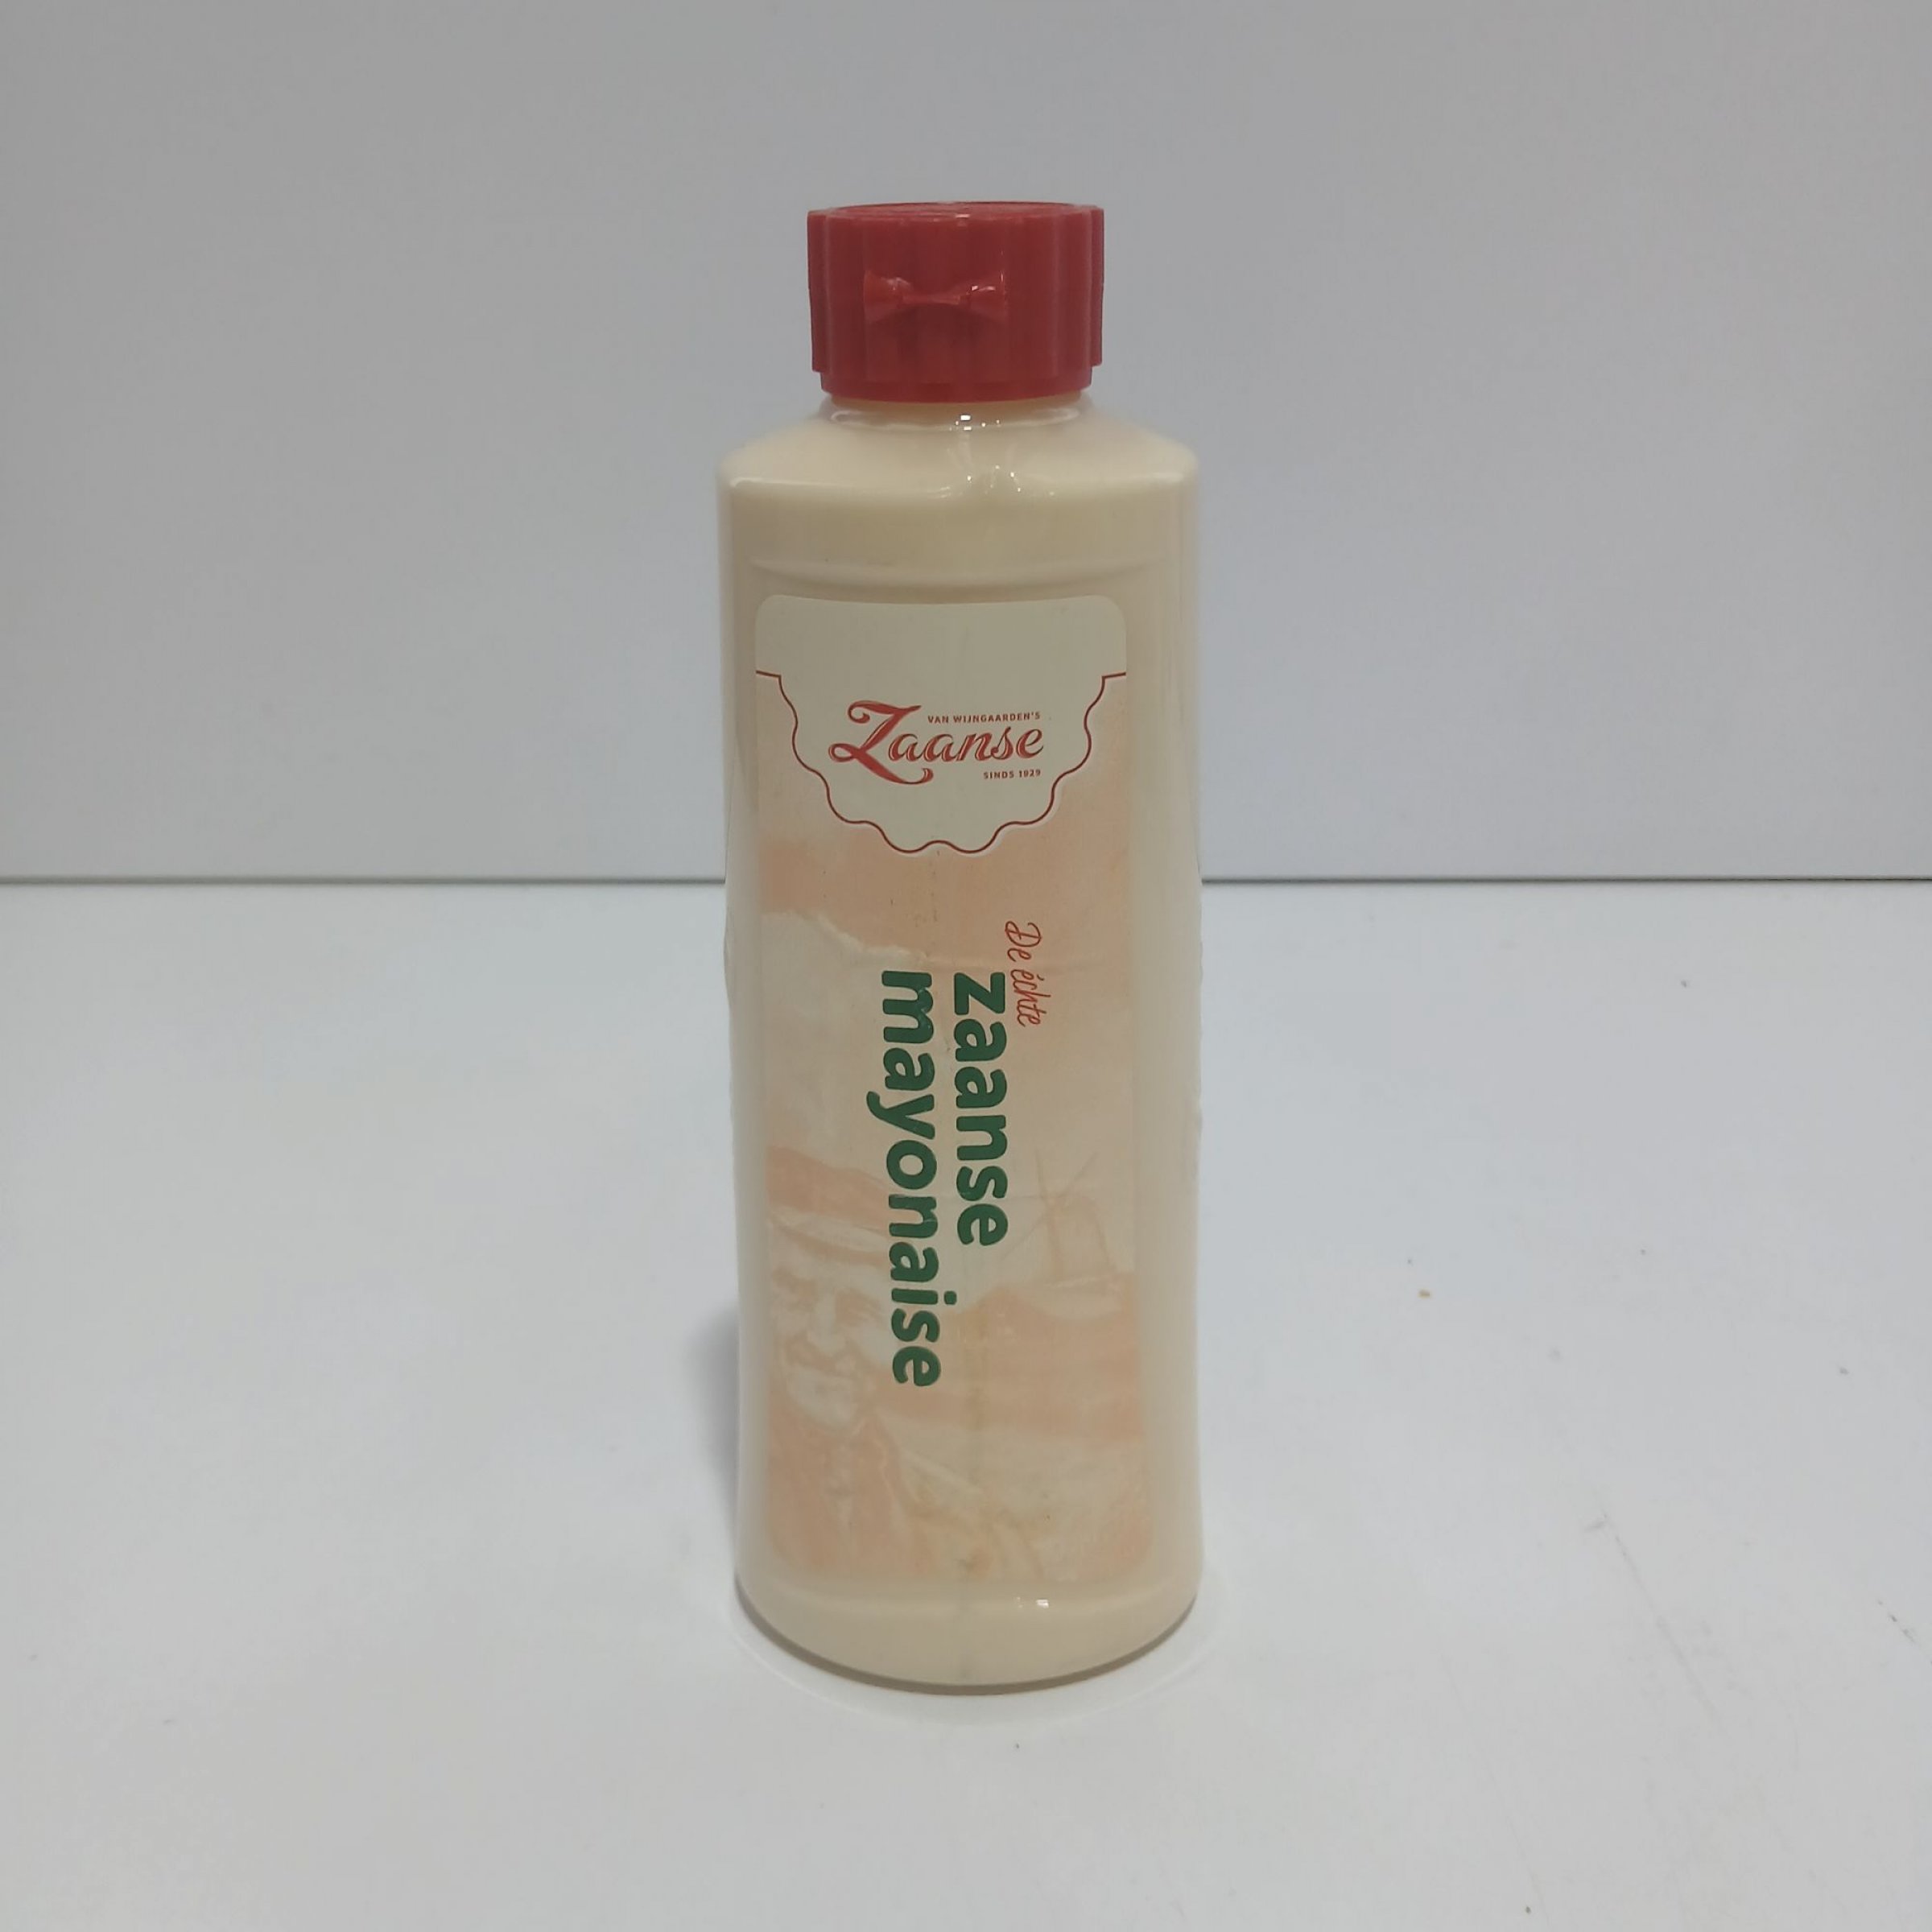 VAN WIJNGAARDEN'S
Zaanse
SINDS 1929
De échte
zaanse
mayonaise